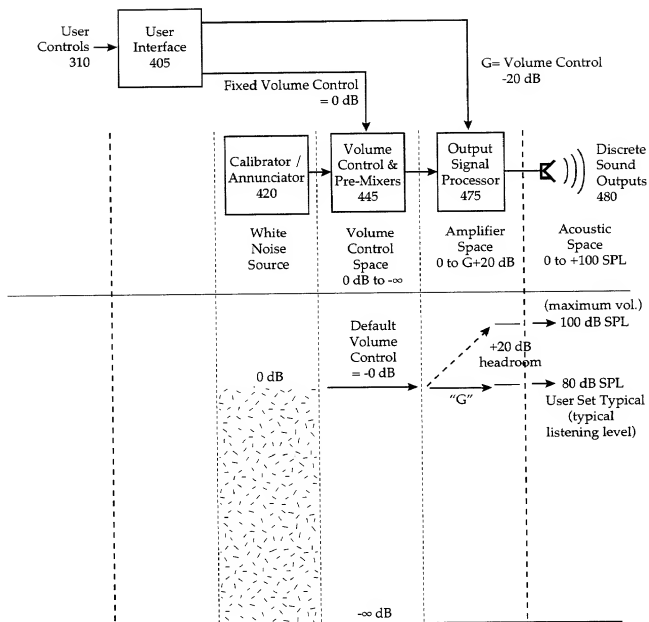 User
Controls
310
User
Interface
405
G= Volume Control
-20 dB
Fixed Volume Control
= 0 dB
Calibrator /
Annunciator
420
Volume
Control &
Pre-Mixers
445
Output
Signal
Processor
475
Discrete
Sound
Outputs
480
White
Noise
Source
Volume
Control
Space
0 dB to -∞
Amplifier
Space
0 to G+20 dB
Acoustic
Space
0 to +100 SPL
(maximum vol.)
100 dB SPL
Default
Volume
Control
= -0 dB
+20 dB
headroom
0 dB
"G"
80 dB SPL
User Set Typical
(typical
listening level)
-∞ dB